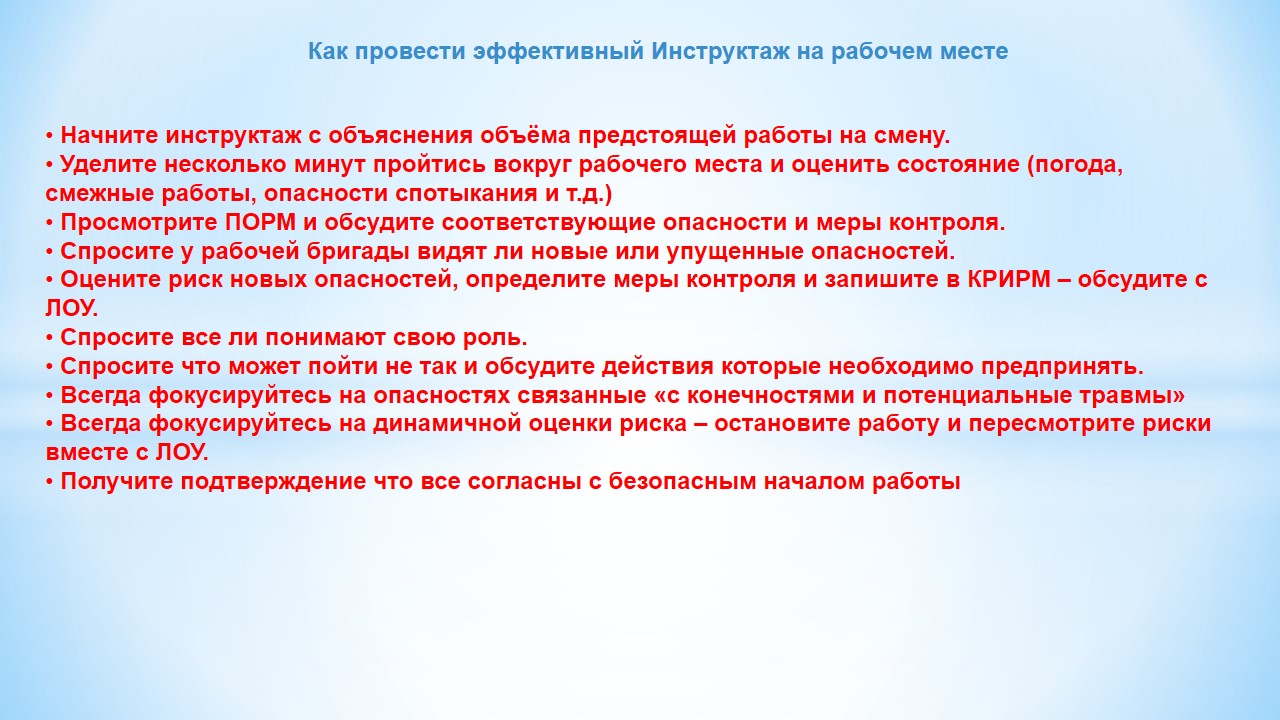 Как провести эффективный Инструктаж на рабочем месте
• Начните инструктаж с объяснения объёма предстоящей работы на смену.
• Уделите несколько минут пройтись вокруг рабочего места и оценить состояние (погода,
смежные работы, опасности спотыкания и т.д.)
• Просмотрите ПОРМ и обсудите соответствующие опасности и меры контроля.
• Спросите у рабочей бригады видят ли новые или упущенные опасностей.
• Оцените риск новых опасностей, определите меры контроля и запишите в КРИРМ – обсудите с
ЛОУ.
• Спросите все ли понимают свою роль.
• Спросите что может пойти не так и обсудите действия которые необходимо предпринять.
• Всегда фокусируйтесь на опасностях связанные «с конечностями и потенциальные травмы»
• Всегда фокусируйтесь на динамичной оценки риска – остановите работу и пересмотрите риски
вместе с ЛОУ.
• Получите подтверждение что все согласны с безопасным началом работы